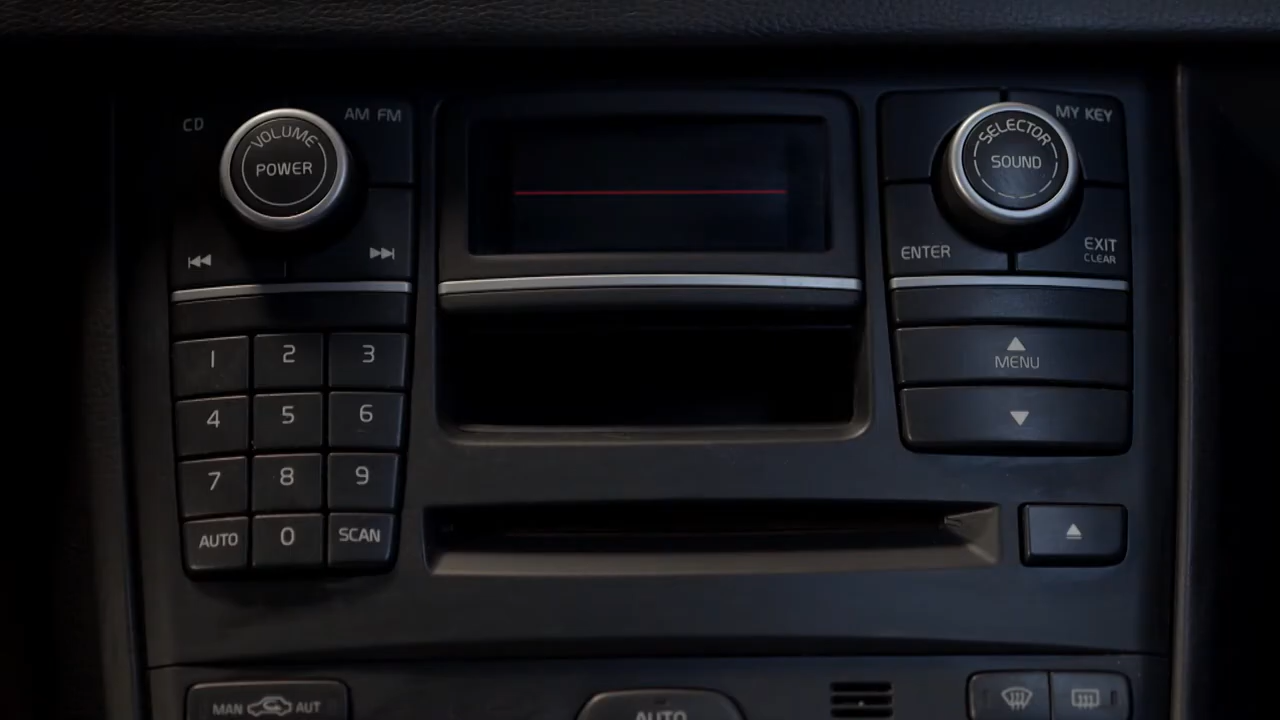 CD
VOLUME
POWER
AM FM
SELECTOR
SOUND
MY KEY
ENTER
EXIT
CLEAR
1 2 3
MENU
4 5 6
7 8 9
AUTO 0 SCAN
MAN AUT
AUTO